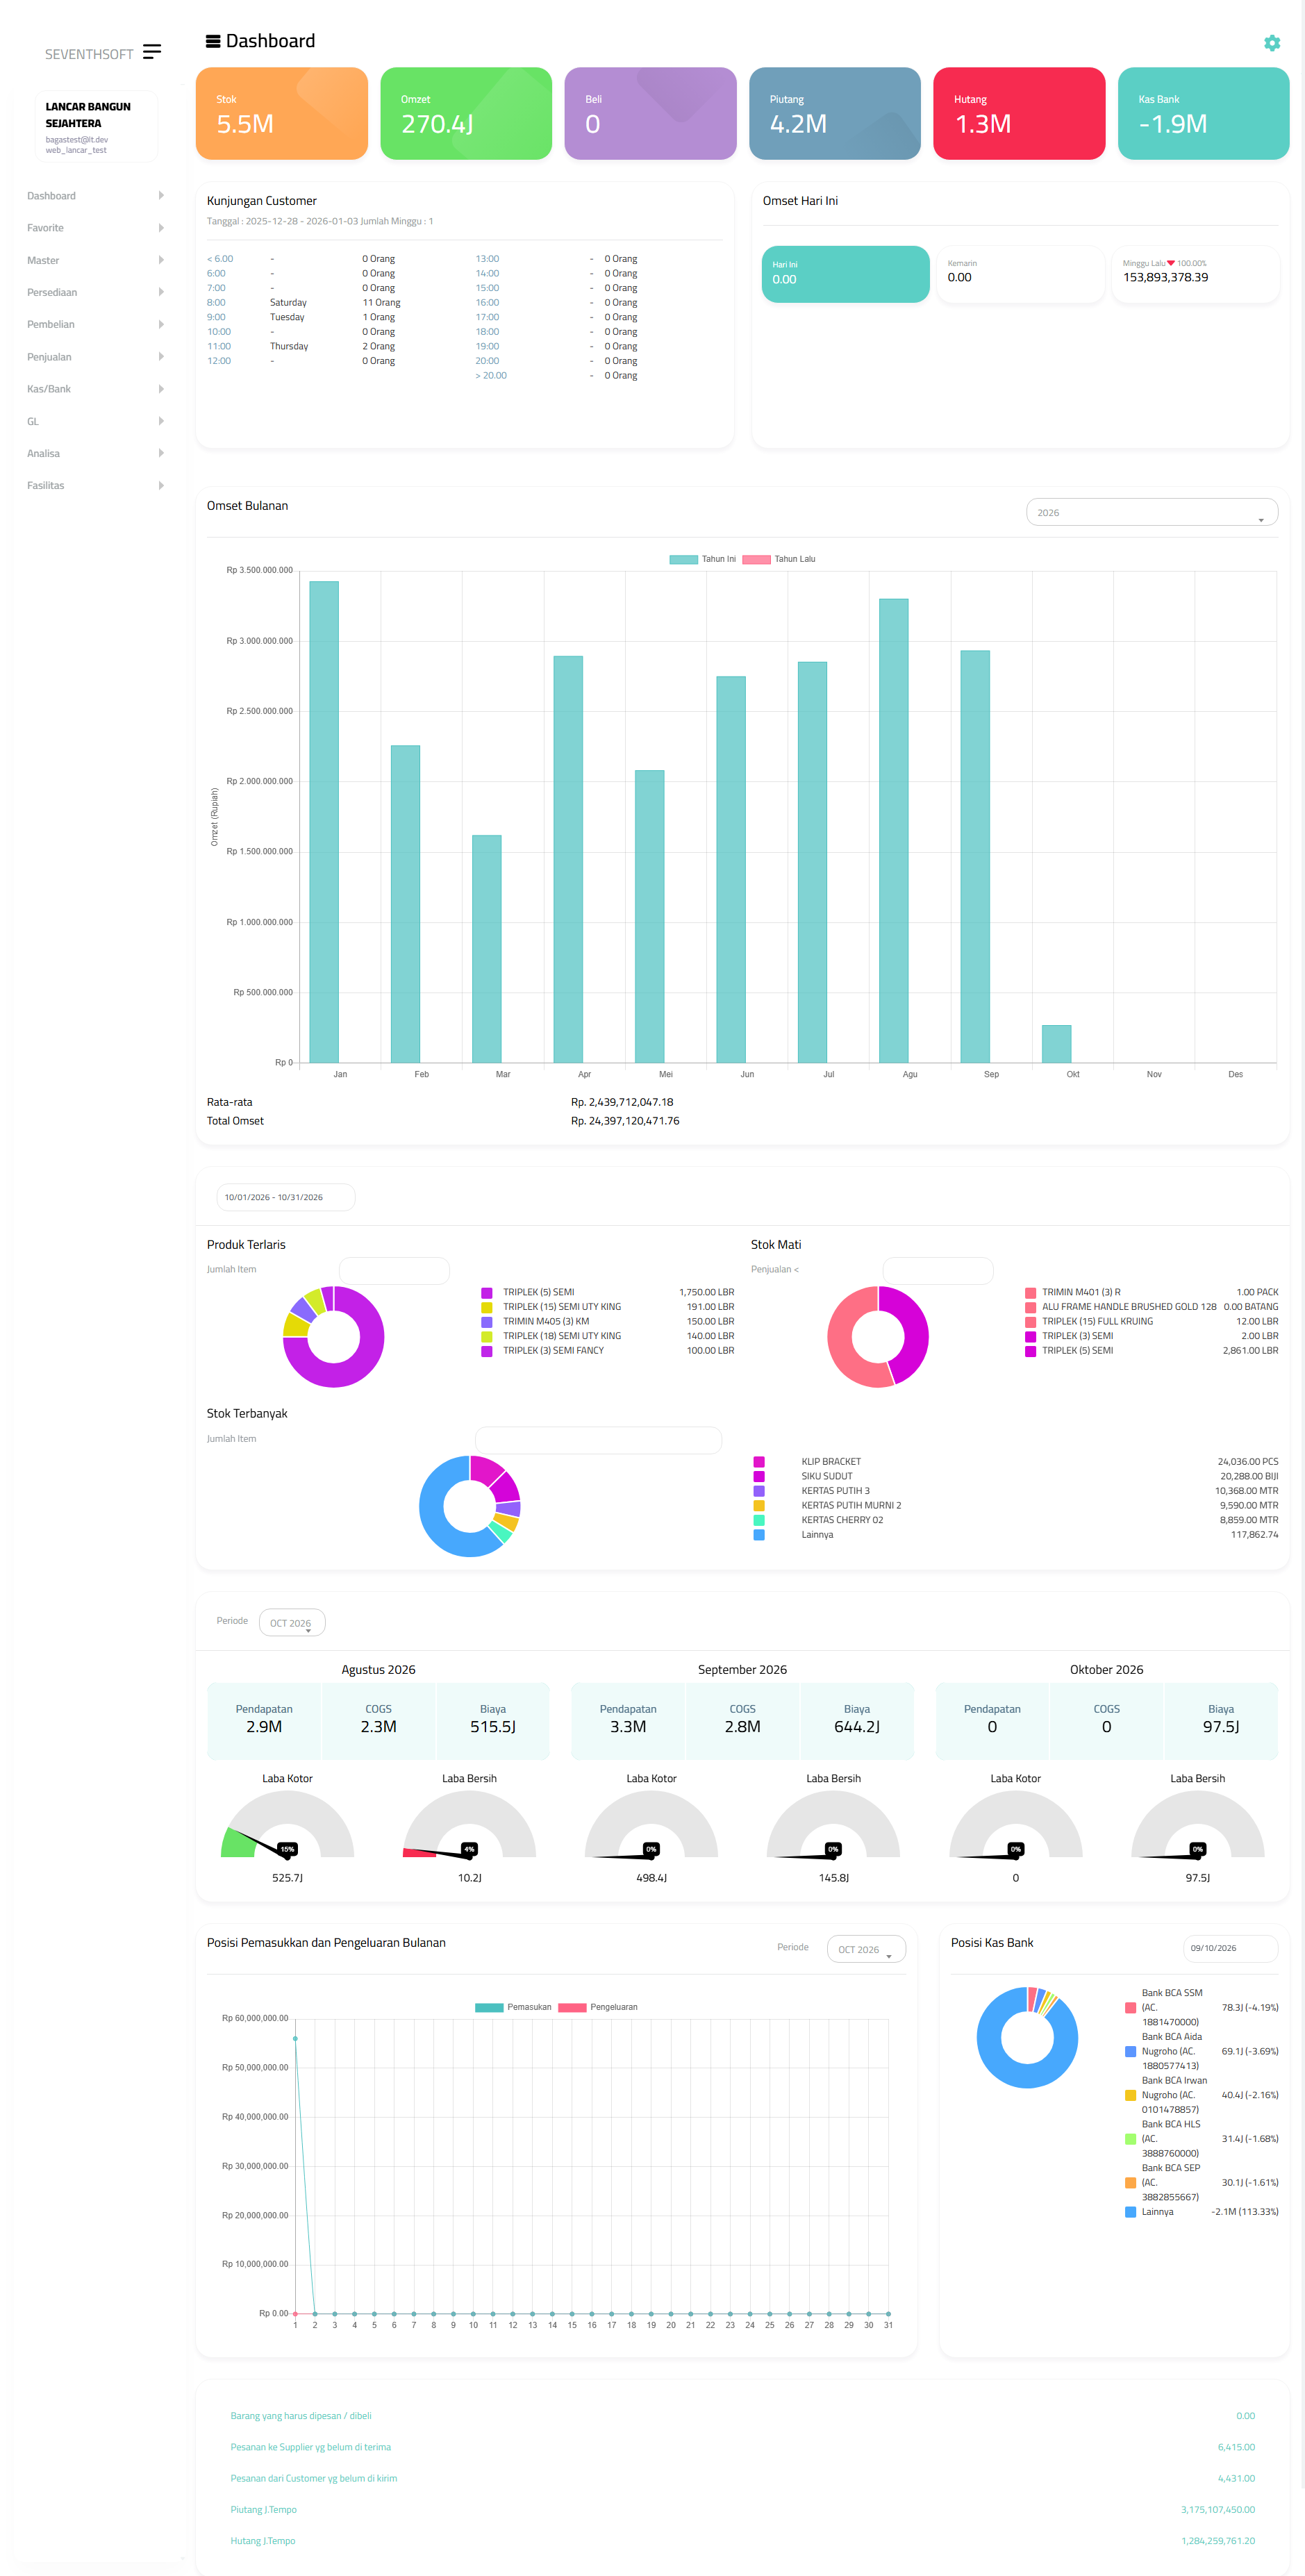 SEVENTHSOFT
Dashboard
LANCAR BANGUN
SEJAHTERA
bagastest@it.dev
web_lancar_test
Dashboard
Favorite
Master
Persediaan
Pembelian
Penjualan
Kas/Bank
GL
Analisa
Fasilitas
Stok
5.5M
Omzet
270.4J
Beli
0
Piutang
4.2M
Hutang
1.3M
Kas Bank
-1.9M
Kunjungan Customer
Tanggal : 2025-12-28 - 2026-01-03 Jumlah Minggu : 1
< 6.00 - 0 Orang 13:00 - 0 Orang
6:00 - 0 Orang 14:00 - 0 Orang
7:00 - 0 Orang 15:00 - 0 Orang
8:00 Saturday 11 Orang 16:00 - 0 Orang
9:00 Tuesday 1 Orang 17:00 - 0 Orang
10:00 - 0 Orang 18:00 - 0 Orang
11:00 Thursday 2 Orang 19:00 - 0 Orang
12:00 - 0 Orang 20:00 - 0 Orang
> 20.00 - 0 Orang
Omset Hari Ini
Hari Ini
0.00
Kemarin
0.00
Minggu Lalu 100.00%
153,893,378.39
Omset Bulanan
2026
Tahun Ini Tahun Lalu
Omzet (Rupiah)
Rp 3.500.000.000
Rp 3.000.000.000
Rp 2.500.000.000
Rp 2.000.000.000
Rp 1.500.000.000
Rp 1.000.000.000
Rp 500.000.000
Rp 0
Jan Feb Mar Apr Mei Jun Jul Agu Sep Okt Nov Des
Rata-rata Rp. 2,439,712,047.18
Total Omset Rp. 24,397,120,471.76
10/01/2026 - 10/31/2026
Produk Terlaris
Jumlah Item
TRIPLEK (5) SEMI 1,750.00 LBR
TRIPLEK (15) SEMI UTY KING 191.00 LBR
TRIMIN M405 (3) KM 150.00 LBR
TRIPLEK (18) SEMI UTY KING 140.00 LBR
TRIPLEK (3) SEMI FANCY 100.00 LBR
Stok Mati
Penjualan <
TRIMIN M401 (3) R 1.00 PACK
ALU FRAME HANDLE BRUSHED GOLD 128 0.00 BATANG
TRIPLEK (15) FULL KRUING 12.00 LBR
TRIPLEK (3) SEMI 2.00 LBR
TRIPLEK (5) SEMI 2,861.00 LBR
Stok Terbanyak
Jumlah Item
KLIP BRACKET 24,036.00 PCS
SIKU SUDUT 20,288.00 BIJI
KERTAS PUTIH 3 10,368.00 MTR
KERTAS PUTIH MURNI 2 9,590.00 MTR
KERTAS CHERRY 02 8,859.00 MTR
Lainnya 117,862.74
Periode OCT 2026
Agustus 2026
Pendapatan COGS Biaya
2.9M 2.3M 515.5J
Laba Kotor Laba Bersih
15% 4%
525.7J 10.2J
September 2026
Pendapatan COGS Biaya
3.3M 2.8M 644.2J
Laba Kotor Laba Bersih
0% 0%
498.4J 145.8J
Oktober 2026
Pendapatan COGS Biaya
0 0 97.5J
Laba Kotor Laba Bersih
0% 0%
0 97.5J
Posisi Pemasukkan dan Pengeluaran Bulanan
Periode OCT 2026
Pemasukan Pengeluaran
Rp 60,000,000.00
Rp 50,000,000.00
Rp 40,000,000.00
Rp 30,000,000.00
Rp 20,000,000.00
Rp 10,000,000.00
Rp 0.00
1 2 3 4 5 6 7 8 9 10 11 12 13 14 15 16 17 18 19 20 21 22 23 24 25 26 27 28 29 30 31
Posisi Kas Bank
09/10/2026
Bank BCA SSM
(AC. 78.3J (-4.19%)
1881470000)
Bank BCA Aida
Nugroho (AC. 69.1J (-3.69%)
1880577413)
Bank BCA Irwan
Nugroho (AC. 40.4J (-2.16%)
0101478857)
Bank BCA HLS
(AC. 31.4J (-1.68%)
3888760000)
Bank BCA SEP
(AC. 30.1J (-1.61%)
3882855667)
Lainnya -2.1M (113.33%)
Barang yang harus dipesan / dibeli 0.00
Pesanan ke Supplier yg belum di terima 6,415.00
Pesanan dari Customer yg belum di kirim 4,431.00
Piutang J.Tempo 3,175,107,450.00
Hutang J.Tempo 1,284,259,761.20